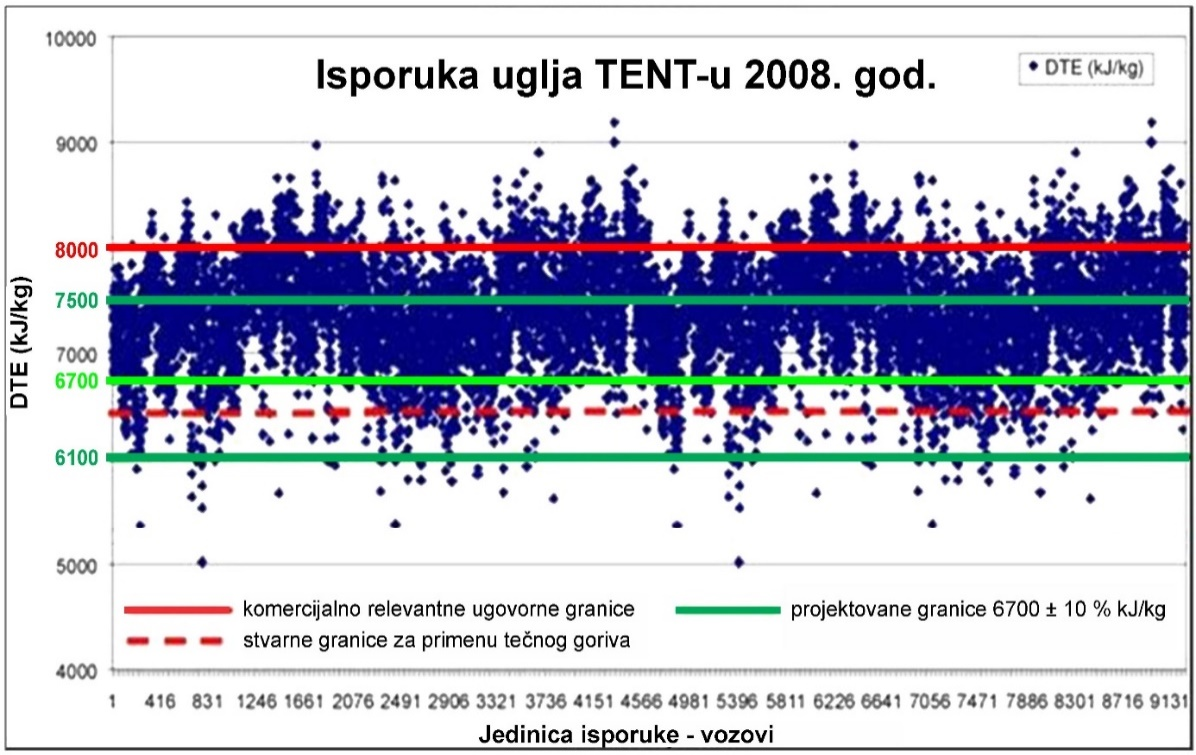 Isporuka uglja TENT-u 2008. god.
DTE (kJ/kg)
DTE (kJ/kg)
10000
9000
8000
7500
7000
6700
6100
5000
4000
komercijalno relevantne ugovorne granice
projektovane granice 6700 ± 10 % kJ/kg
stvarne granice za primenu tečnog goriva
1 416 831 1246 1661 2076 2491 2906 3321 3736 4151 4566 4981 5396 5811 6226 6641 7056 7471 7886 8301 8716 9131
Jedinica isporuke - vozovi